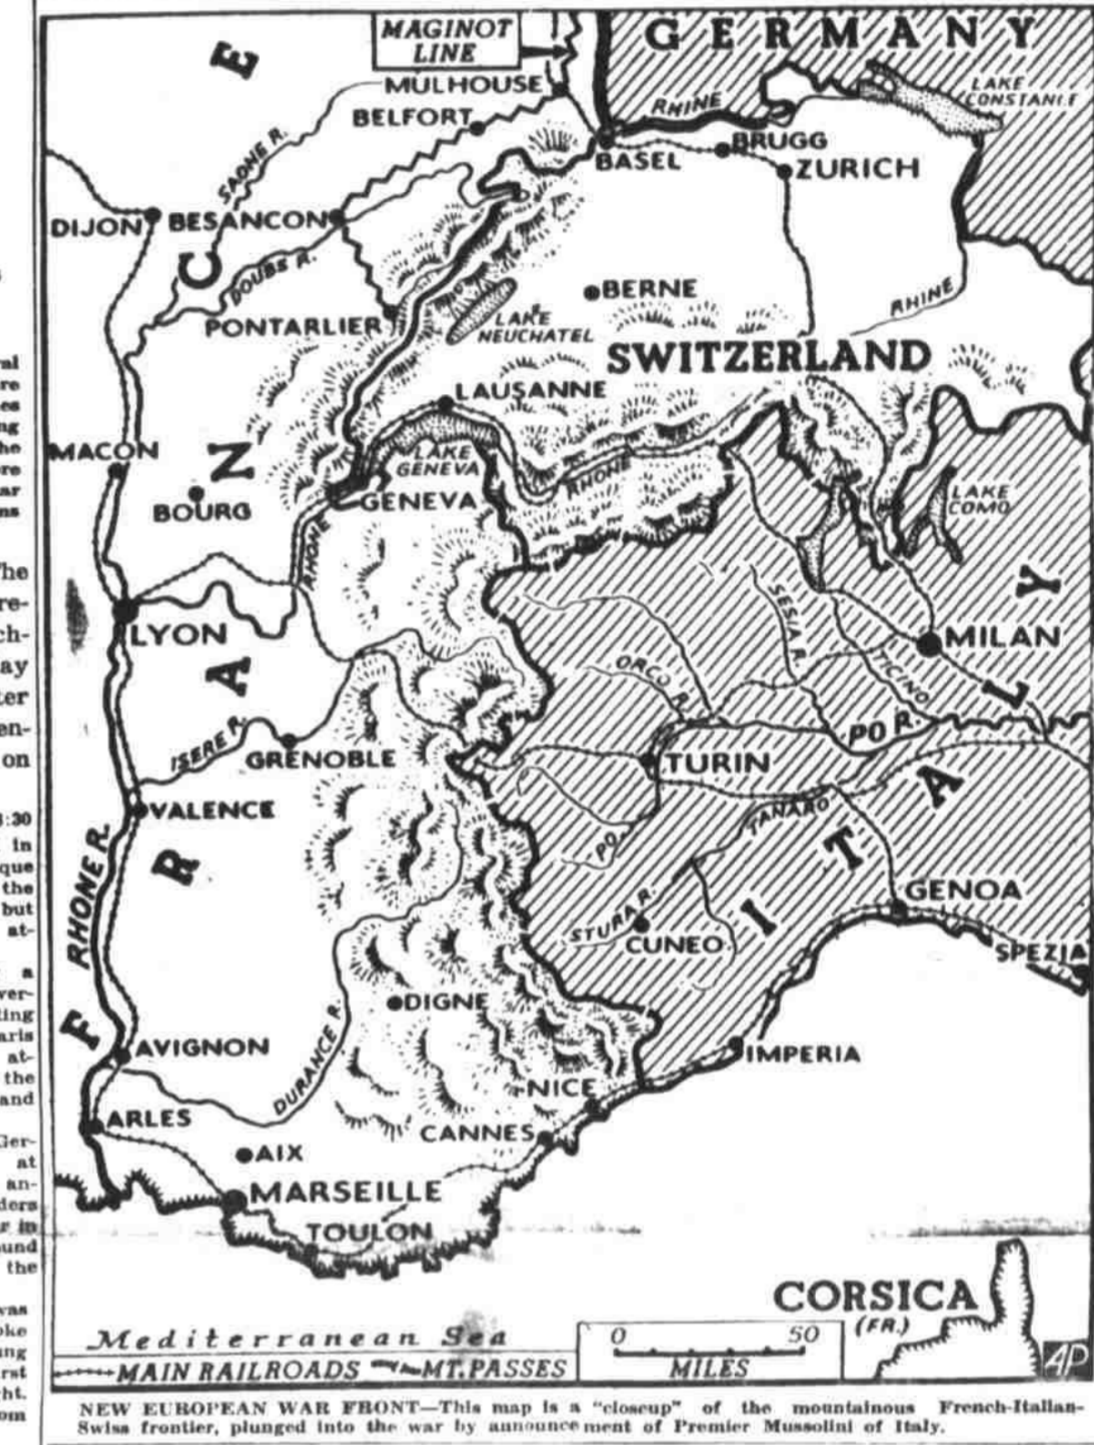 MAGINOT
LINE
GERMANY
MULHOUSE
BELFORT
RHINE
LAKE
CONSTANCE
BASEL
BRUGG
ZURICH
SAONE R.
DIJON
BESANCON
DOUBS R.
PONTARLIER
BERNE
LAKE
NEUCHATEL
RHINE
SWITZERLAND
LAUSANNE
MACON
BOURG
LAKE
GENEVA
GENEVA
RHONE
RHONE
LAKE
COMO
LYON
SESIA R.
MILAN
ORCO R.
TICINO
ISERE R.
GRENOBLE
PO R.
TURIN
VALENCE
TANARO
PO.
RHONE R.
FRANCE
ITALY
STURA R.
CUNEO
GENOA
SPEZIA
DIGNE
DURANCE R.
AVIGNON
IMPERIA
NICE
ARLES
CANNES
AIX
MARSEILLE
TOULON
CORSICA
(FR.)
Mediterranean Sea
0 50
MILES
MAIN RAILROADS MT. PASSES
AP
NEW EUROPEAN WAR FRONT—This map is a "closeup" of the mountainous French-Italian-
Swiss frontier, plunged into the war by announcement of Premier Mussolini of Italy.